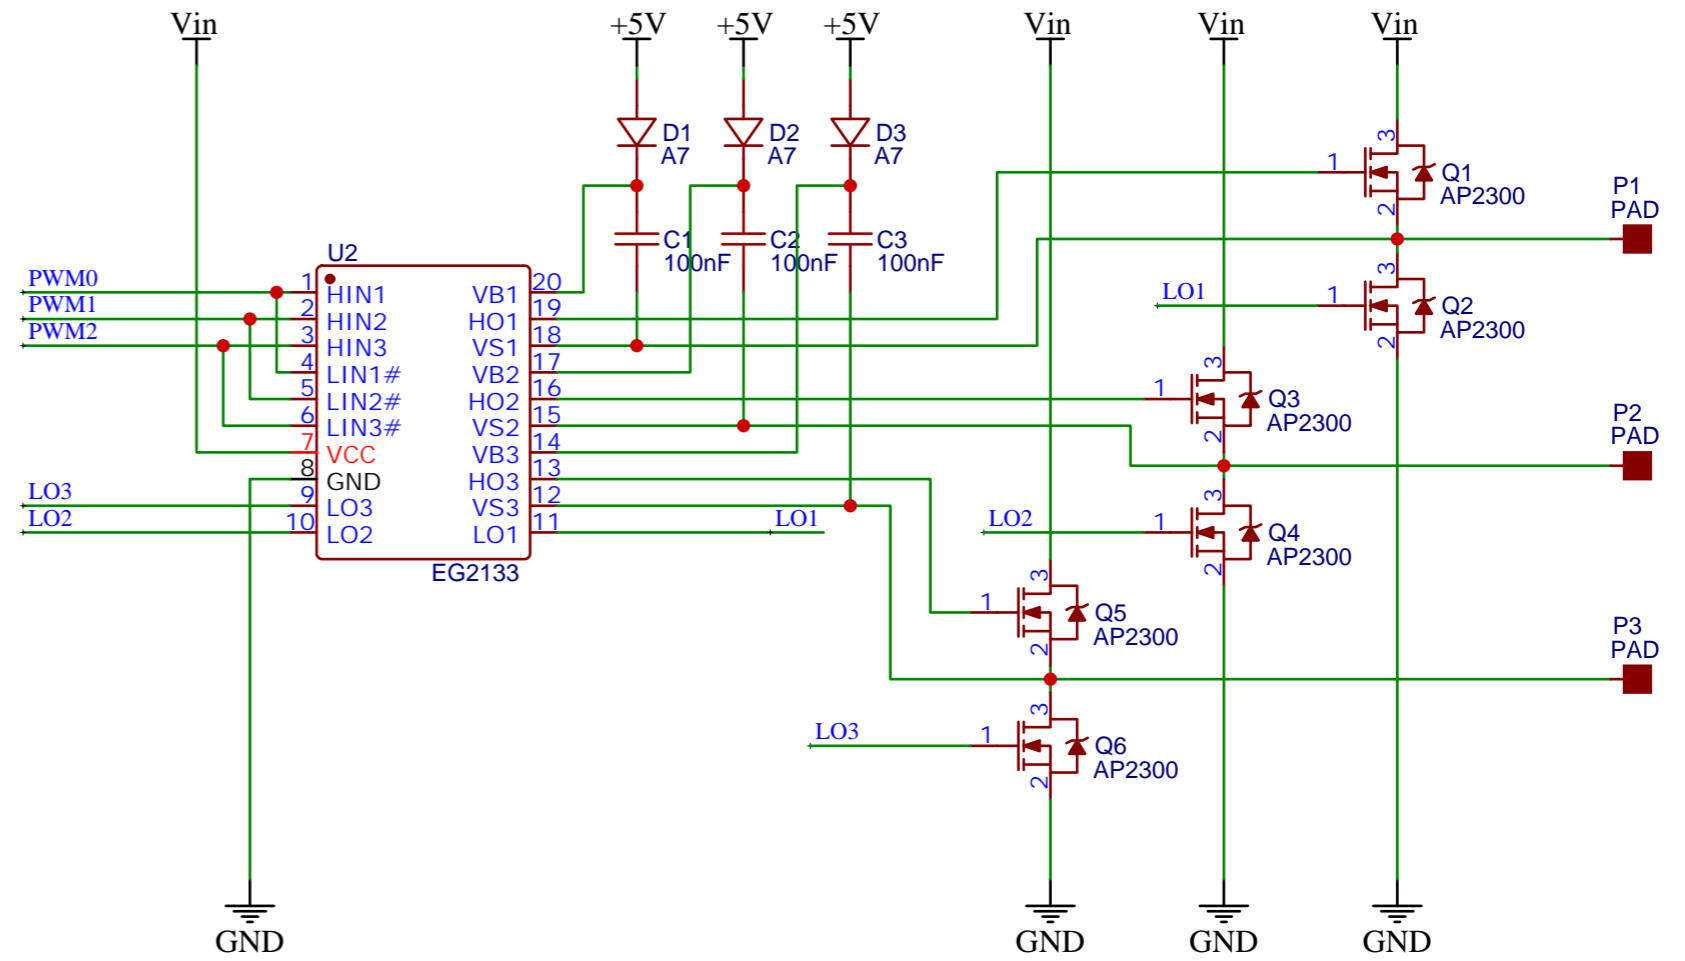 Vin
+5V
+5V
+5V
Vin
Vin
Vin
D1
A7
D2
A7
D3
A7
C1
100nF
C2
100nF
C3
100nF
U2
PWM0
PWM1
PWM2
LO3
LO2
1 HIN1
2 HIN2
3 HIN3
4 LIN1#
5 LIN2#
6 LIN3#
7 VCC
8 GND
9 LO3
10 LO2
VB1 20
HO1 19
VS1 18
VB2 17
HO2 16
VS2 15
VB3 14
HO3 13
VS3 12
LO1 11
LO1
EG2133
3
1
2
Q1
AP2300
P1
PAD
LO1
3
1
2
Q2
AP2300
3
1
2
Q3
AP2300
P2
PAD
LO2
3
1
2
Q4
AP2300
3
1
2
Q5
AP2300
P3
PAD
LO3
3
1
2
Q6
AP2300
GND
GND
GND
GND